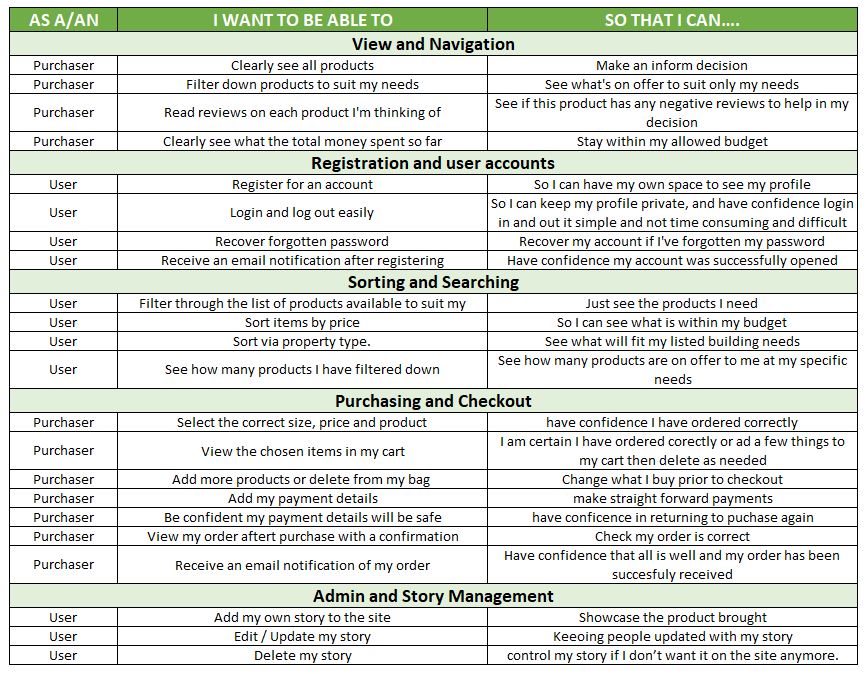 AS A/AN I WANT TO BE ABLE TO SO THAT I CAN....
View and Navigation
Purchaser Clearly see all products Make an inform decision
Purchaser Filter down products to suit my needs See what's on offer to suit only my needs
Purchaser Read reviews on each product I'm thinking of See if this product has any negative reviews to help in my
decision
Purchaser Clearly see what the total money spent so far Stay within my allowed budget
Registration and user accounts
User Register for an account So I can have my own space to see my profile
User Login and log out easily So I can keep my profile private, and have confidence login
in and out it simple and not time consuming and difficult
User Recover forgotten password Recover my account if I've forgotten my password
User Receive an email notification after registering Have confidence my account was successfully opened
Sorting and Searching
User Filter through the list of products available to suit my Just see the products I need
User Sort items by price So I can see what is within my budget
User Sort via property type. See what will fit my listed building needs
User See how many products I have filtered down See how many products are on offer to me at my specific
needs
Purchasing and Checkout
Purchaser Select the correct size, price and product have confidence I have ordered correctly
Purchaser View the chosen items in my cart I am certain I have ordered corectly or ad a few things to
my cart then delete as needed
Purchaser Add more products or delete from my bag Change what I buy prior to checkout
Purchaser Add my payment details make straight forward payments
Purchaser Be confident my payment details will be safe have conficence in returning to puchase again
Purchaser View my order aftert purchase with a confirmation Check my order is correct
Purchaser Receive an email notification of my order Have confidence that all is well and my order has been
succesfuly received
Admin and Story Management
User Add my own story to the site Showcase the product brought
User Edit / Update my story Keeoing people updated with my story
User Delete my story control my story if I don't want it on the site anymore.